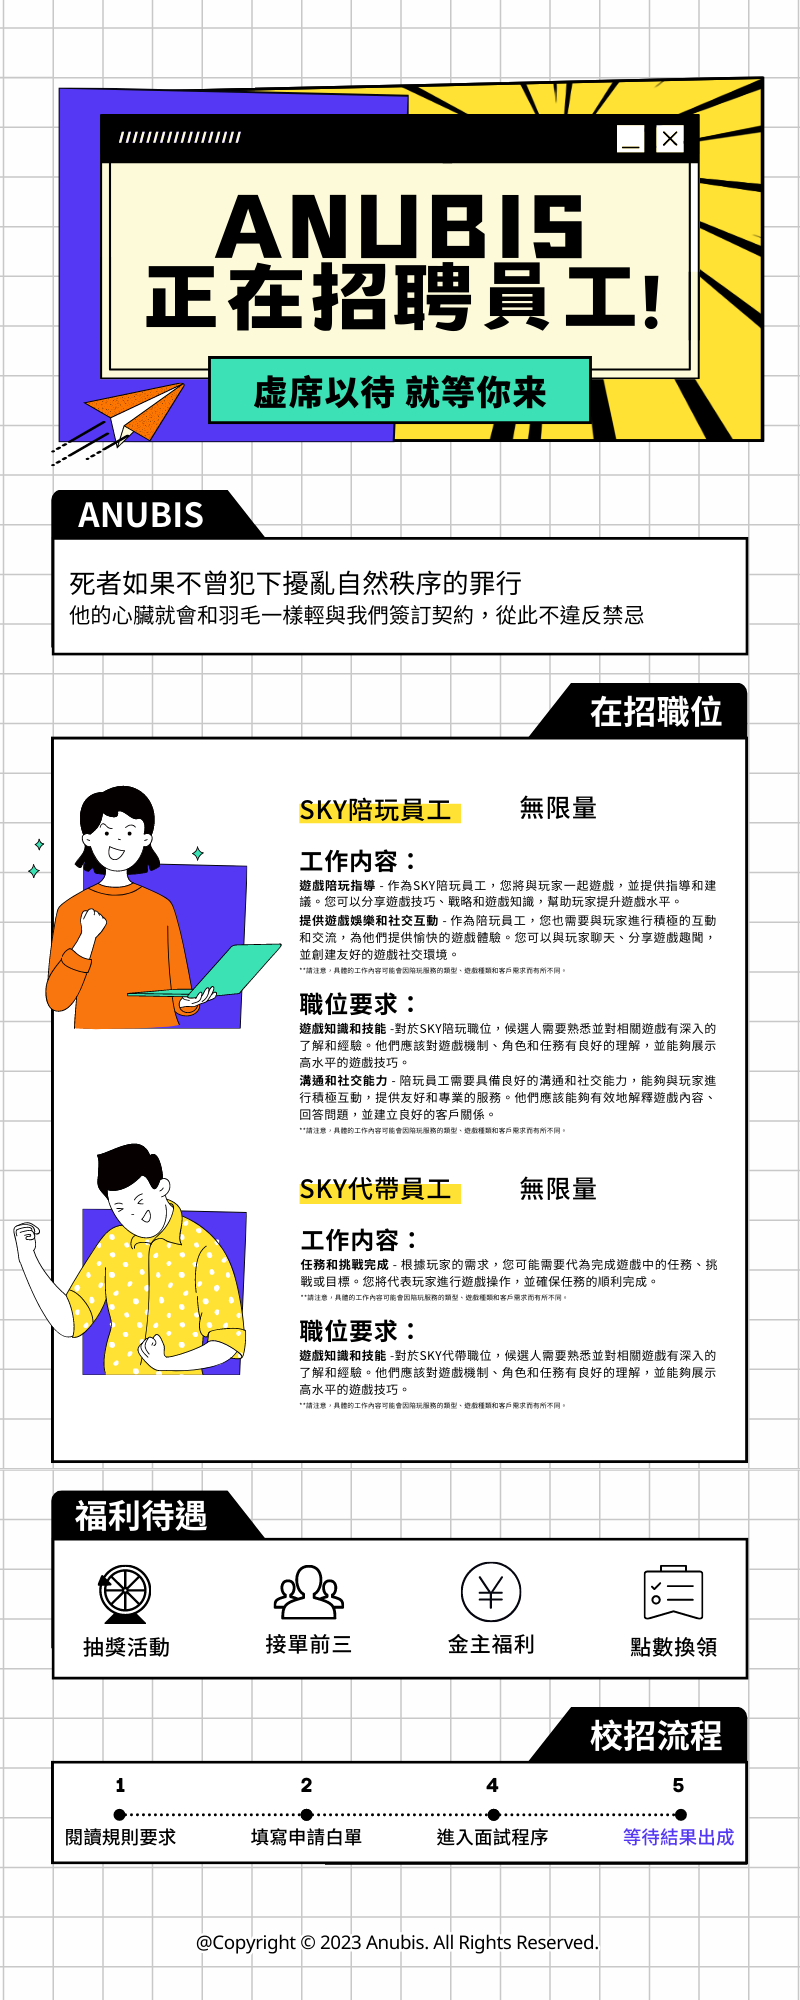 ANUBIS
正在招聘員工!
虚席以待 就等你来
ANUBIS
死者如果不曾犯下擾亂自然秩序的罪行
他的心臟就會和羽毛一樣輕與我們簽訂契約，從此不違反禁忌
在招職位
SKY陪玩員工
無限量
工作內容：
遊戲陪玩指導 - 作為SKY陪玩員工，您將與玩家一起遊戲，並提供指導和建
議。您可以分享遊戲技巧、戰略和遊戲知識，幫助玩家提升遊戲水平。
提供遊戲娛樂和社交互動 - 作為陪玩員工，您也需要與玩家進行積極的互動
和交流，為他們提供愉快的遊戲體驗。您可以與玩家聊天、分享遊戲趣聞，
並創建友好的遊戲社交環境。
**請注意，具體的工作內容可能會因陪玩服務的類型、遊戲種類和客戶需求而有所不同。
職位要求：
遊戲知識和技能 -對於SKY陪玩職位，候選人需要熟悉並對相關遊戲有深入的
了解和經驗。他們應該對遊戲機制、角色和任務有良好的理解，並能夠展示
高水平的遊戲技巧。
溝通和社交能力 - 陪玩員工需要具備良好的溝通和社交能力，能夠與玩家進
行積極互動，提供友好和專業的服務。他們應該能夠有效地解釋遊戲內容、
回答問題，並建立良好的客戶關係。
**請注意，具體的工作內容可能會因陪玩服務的類型、遊戲種類和客戶需求而有所不同。
SKY代帶員工
無限量
工作內容：
任務和挑戰完成 - 根據玩家的需求，您可能需要代為完成遊戲中的任務、挑
戰或目標。您將代表玩家進行遊戲操作，並確保任務的順利完成。
**請注意，具體的工作內容可能會因陪玩服務的類型、遊戲種類和客戶需求而有所不同。
職位要求：
遊戲知識和技能 -對於SKY代帶職位，候選人需要熟悉並對相關遊戲有深入的
了解和經驗。他們應該對遊戲機制、角色和任務有良好的理解，並能夠展示
高水平的遊戲技巧。
**請注意，具體的工作內容可能會因陪玩服務的類型、遊戲種類和客戶需求而有所不同。
福利待遇
抽獎活動
接單前三
金主福利
點數換領
校招流程
1
2
4
5
閱讀規則要求
填寫申請白單
進入面試程序
等待結果出成
@Copyright © 2023 Anubis. All Rights Reserved.